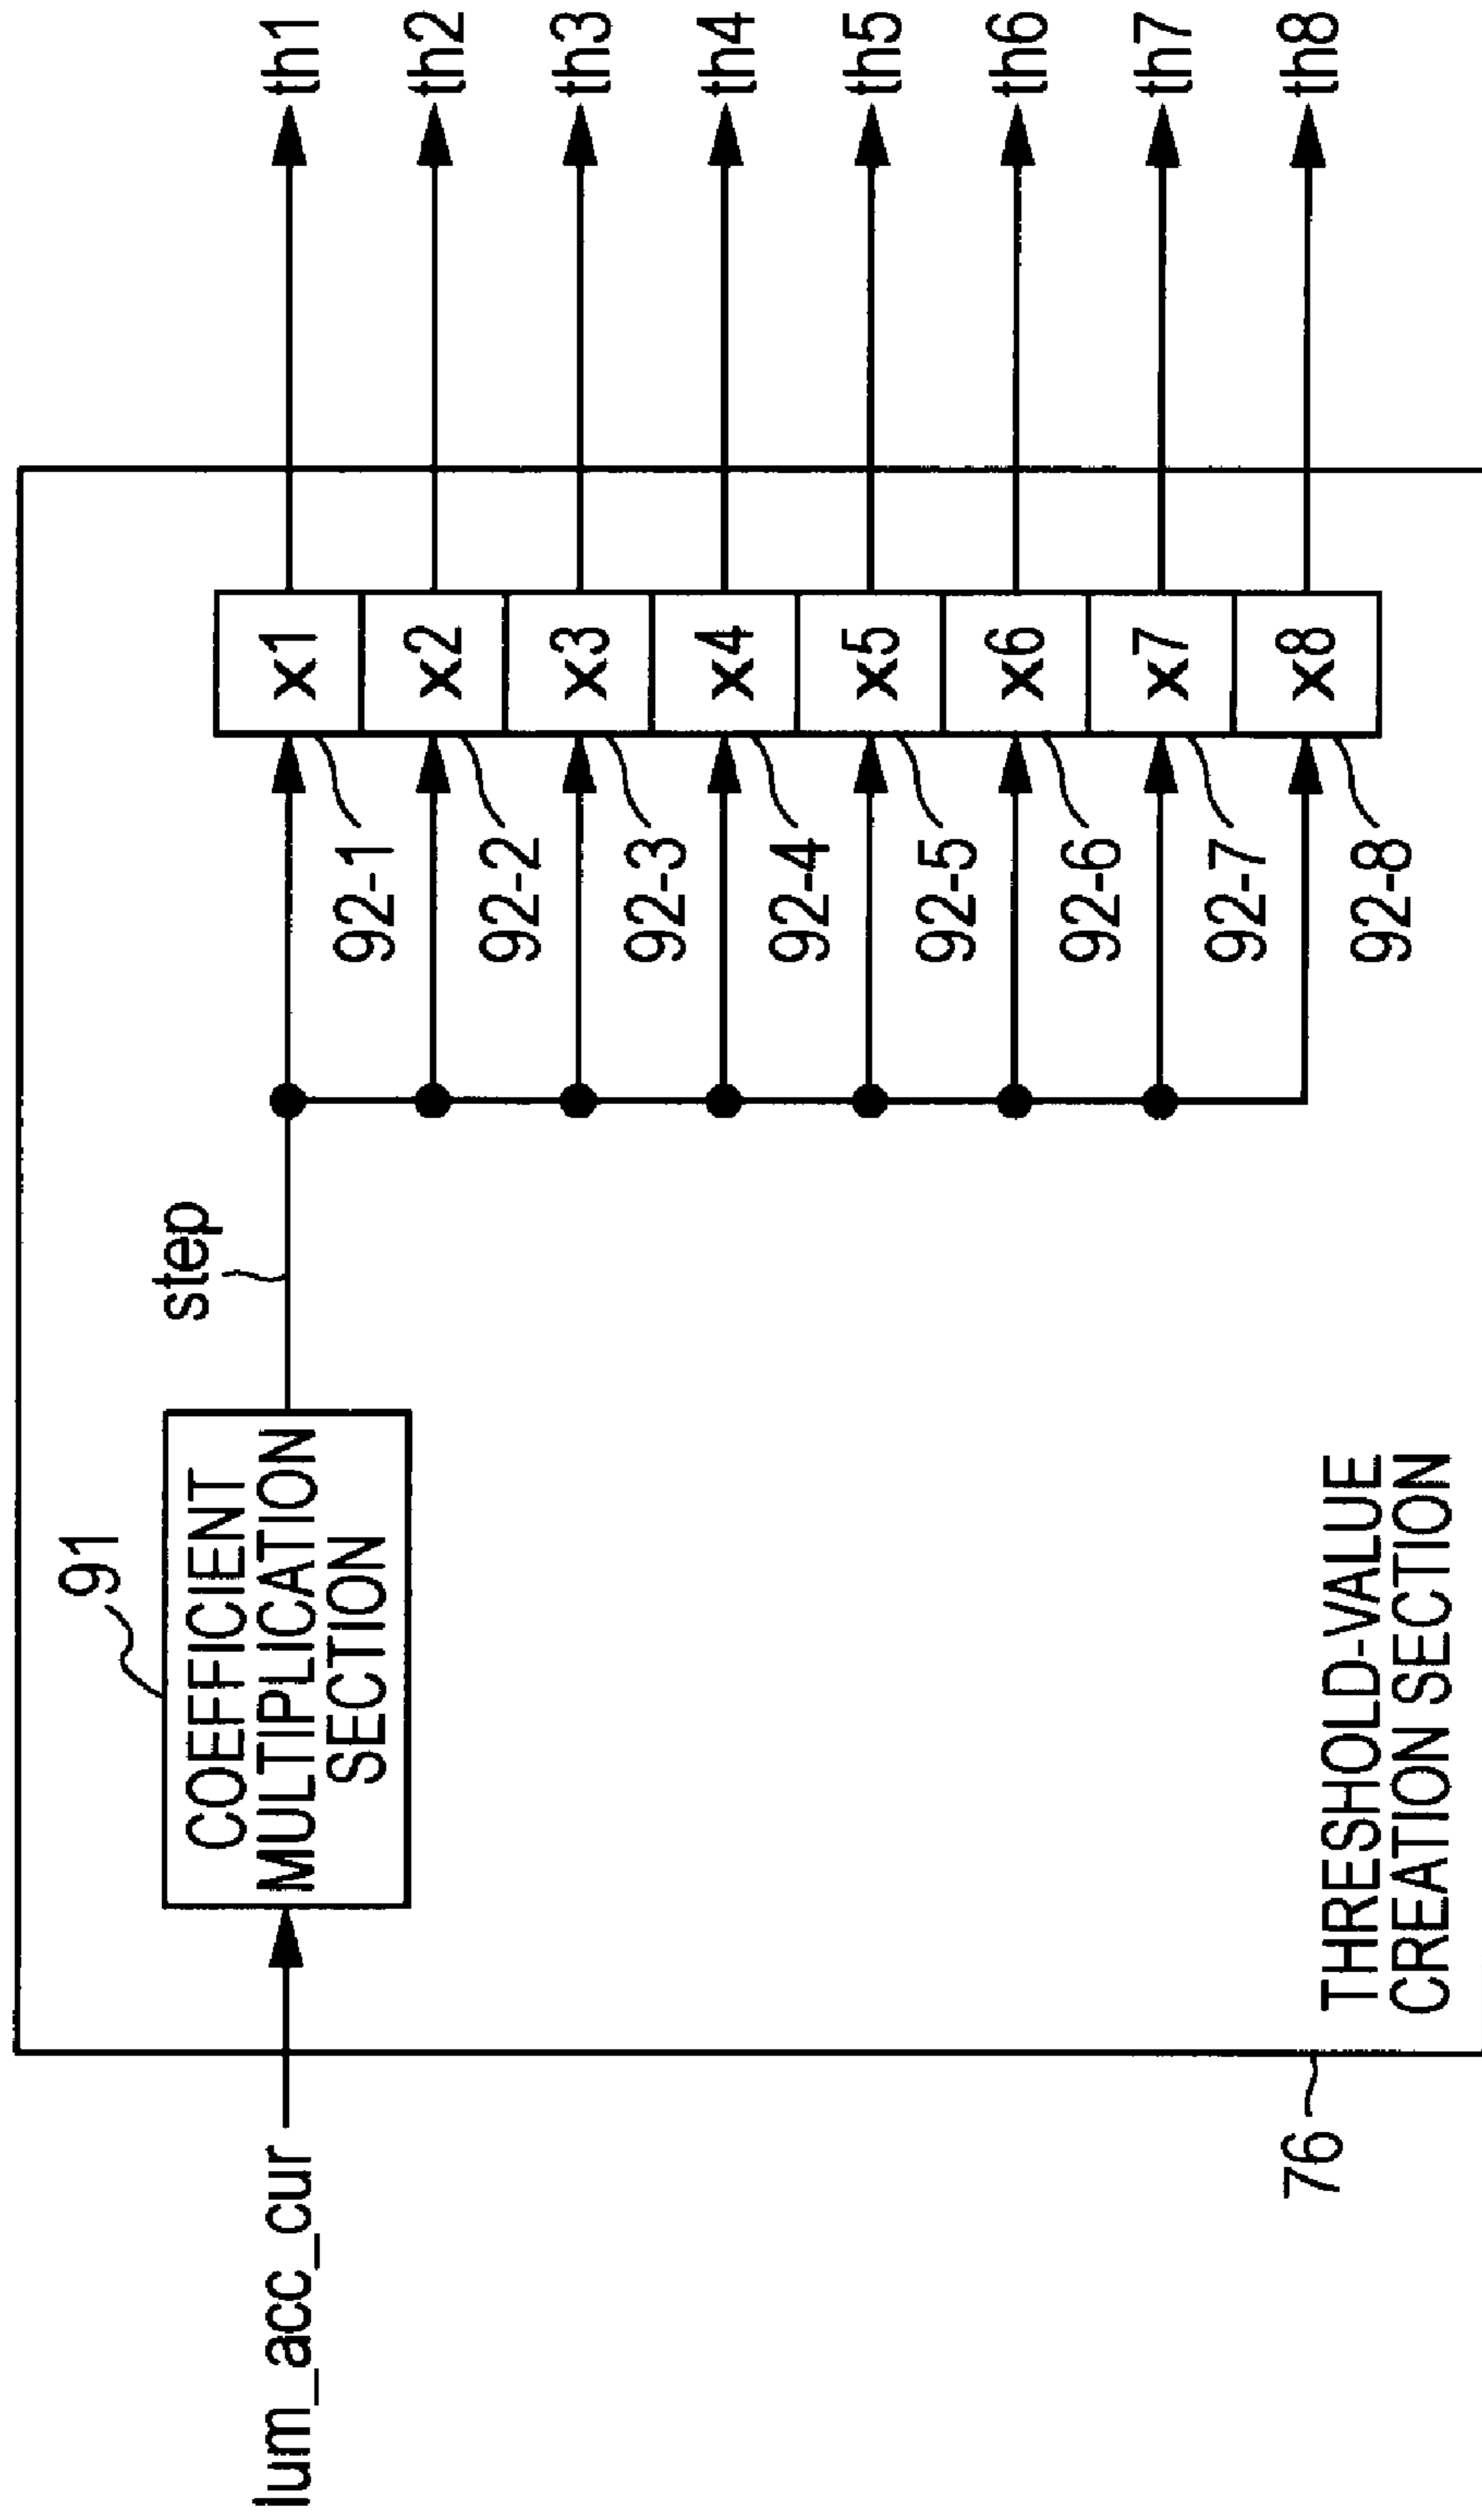 lum_acc_cur
91
COEFFICIENT
MULTIPLICATION
SECTION
step
92-1
92-2
92-3
92-4
92-5
92-6
92-7
92-8
x1
x2
x3
x4
x5
x6
x7
x8
th1
th2
th3
th4
th5
th6
th7
th8
76
THRESHOLD-VALUE
CREATION SECTION